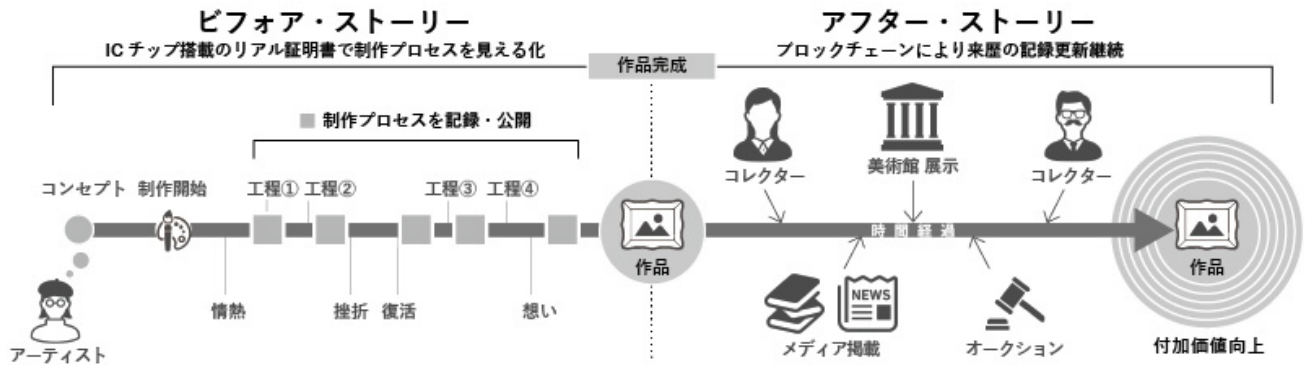 ビフォア・ストーリー
ICチップ搭載のリアル証明書で制作プロセスを見える化
アフター・ストーリー
ブロックチェーンにより来歴の記録更新継続
作品完成
制作プロセスを記録・公開
コンセプト
制作開始
工程①
工程②
工程③
工程④
アーティスト
情熱
挫折
復活
想い
作品
コレクター
美術館 展示
コレクター
時間経過
NEWS
メディア掲載
オークション
作品
付加価値向上